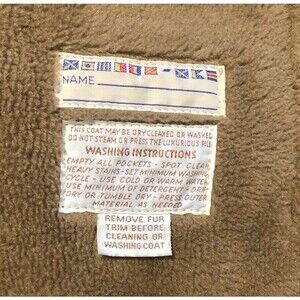 NAME
THIS COAT MAY BE DRY CLEANED OR WASHED
DO NOT STEAM OR PRESS THE LUXURIOUS PILE
WASHING INSTRUCTIONS
EMPTY ALL POCKETS - SPOT CLEAN
HEAVY STAINS - SET MINIMUM WASHING
CYCLE - USE COLD OR WARM WATER
USE MINIMUM OF DETERGENT - DRIP
DRY OR TUMBLE DRY - PRESS OUTER
MATERIAL AS NEEDED
REMOVE FUR
TRIM BEFORE
CLEANING OR
WASHING COAT